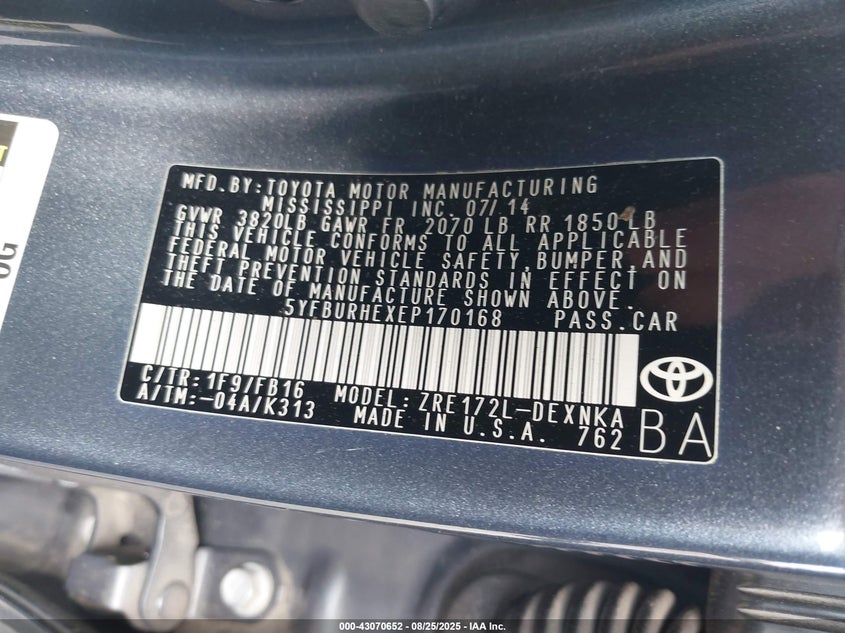 MFD.BY:TOYOTA MOTOR MANUFACTURING
MISSISSIPPI INC. 07/14
GVWR 3820LB GAWR FR 2070 LB RR 1850 LB
THIS VEHICLE CONFORMS TO ALL APPLICABLE
FEDERAL MOTOR VEHICLE SAFETY,BUMPER,AND
THEFT PREVENTION STANDARDS IN EFFECT ON
THE DATE OF MANUFACTURE SHOWN ABOVE.
5YFBURHEXEP170168 PASS.CAR
C/TR:1F9/FB16 MODEL:ZRE172L-DEXNKA
A/TM:-04A/K313 MADE IN U.S.A. 762
BA
000-43070652 - 08/25/2025 - IAA Inc.